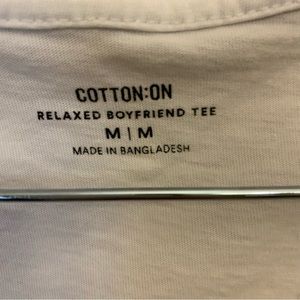 COTTON:ON
RELAXED BOYFRIEND TEE
M | M
MADE IN BANGLADESH